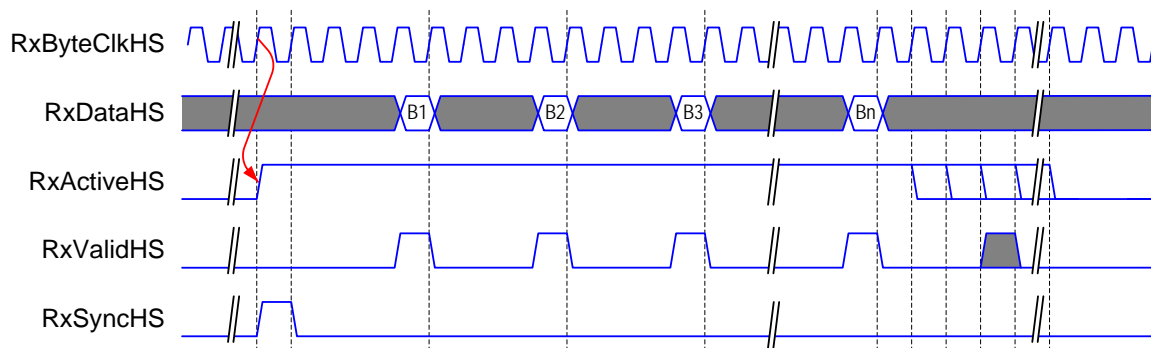 RxByteClkHS
RxDataHS B1 B2 B3 Bn
RxActiveHS
RxValidHS
RxSyncHS